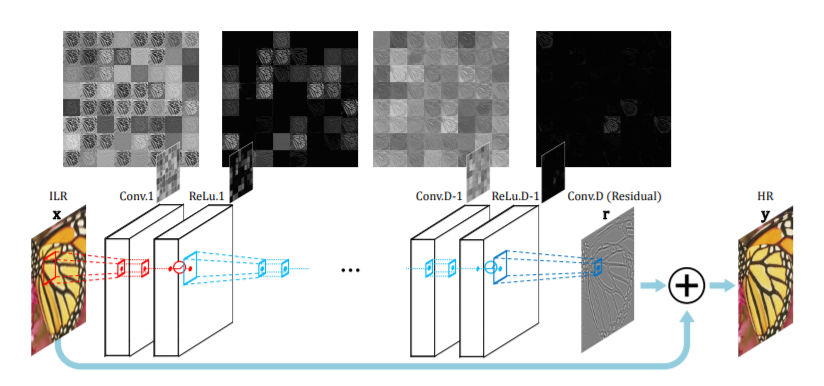 ILR
x
Conv.1
ReLu.1
...
Conv.D-1
ReLu.D-1
Conv.D (Residual)
r
HR
y